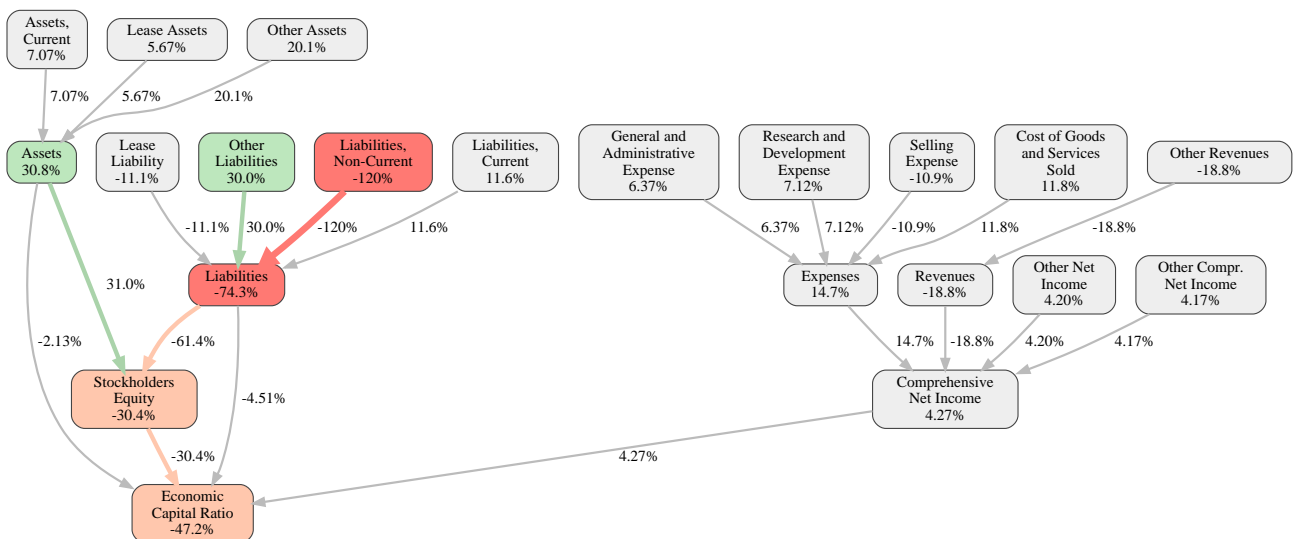 Assets,
Current
7.07%
Lease Assets
5.67%
Other Assets
20.1%
7.07%
5.67%
20.1%
Assets
30.8%
Lease
Liability
-11.1%
Other
Liabilities
30.0%
Liabilities,
Non-Current
-120%
Liabilities,
Current
11.6%
General and
Administrative
Expense
6.37%
Research and
Development
Expense
7.12%
Selling
Expense
-10.9%
Cost of Goods
and Services
Sold
11.8%
Other Revenues
-18.8%
-11.1%
30.0%
-120%
11.6%
6.37%
7.12%
-10.9%
11.8%
-18.8%
Liabilities
-74.3%
Expenses
14.7%
Revenues
-18.8%
Other Net
Income
4.20%
Other Compr.
Net Income
4.17%
31.0%
-2.13%
-61.4%
14.7%
-18.8%
4.20%
4.17%
Stockholders
Equity
-30.4%
-4.51%
Comprehensive
Net Income
4.27%
-30.4%
4.27%
Economic
Capital Ratio
-47.2%